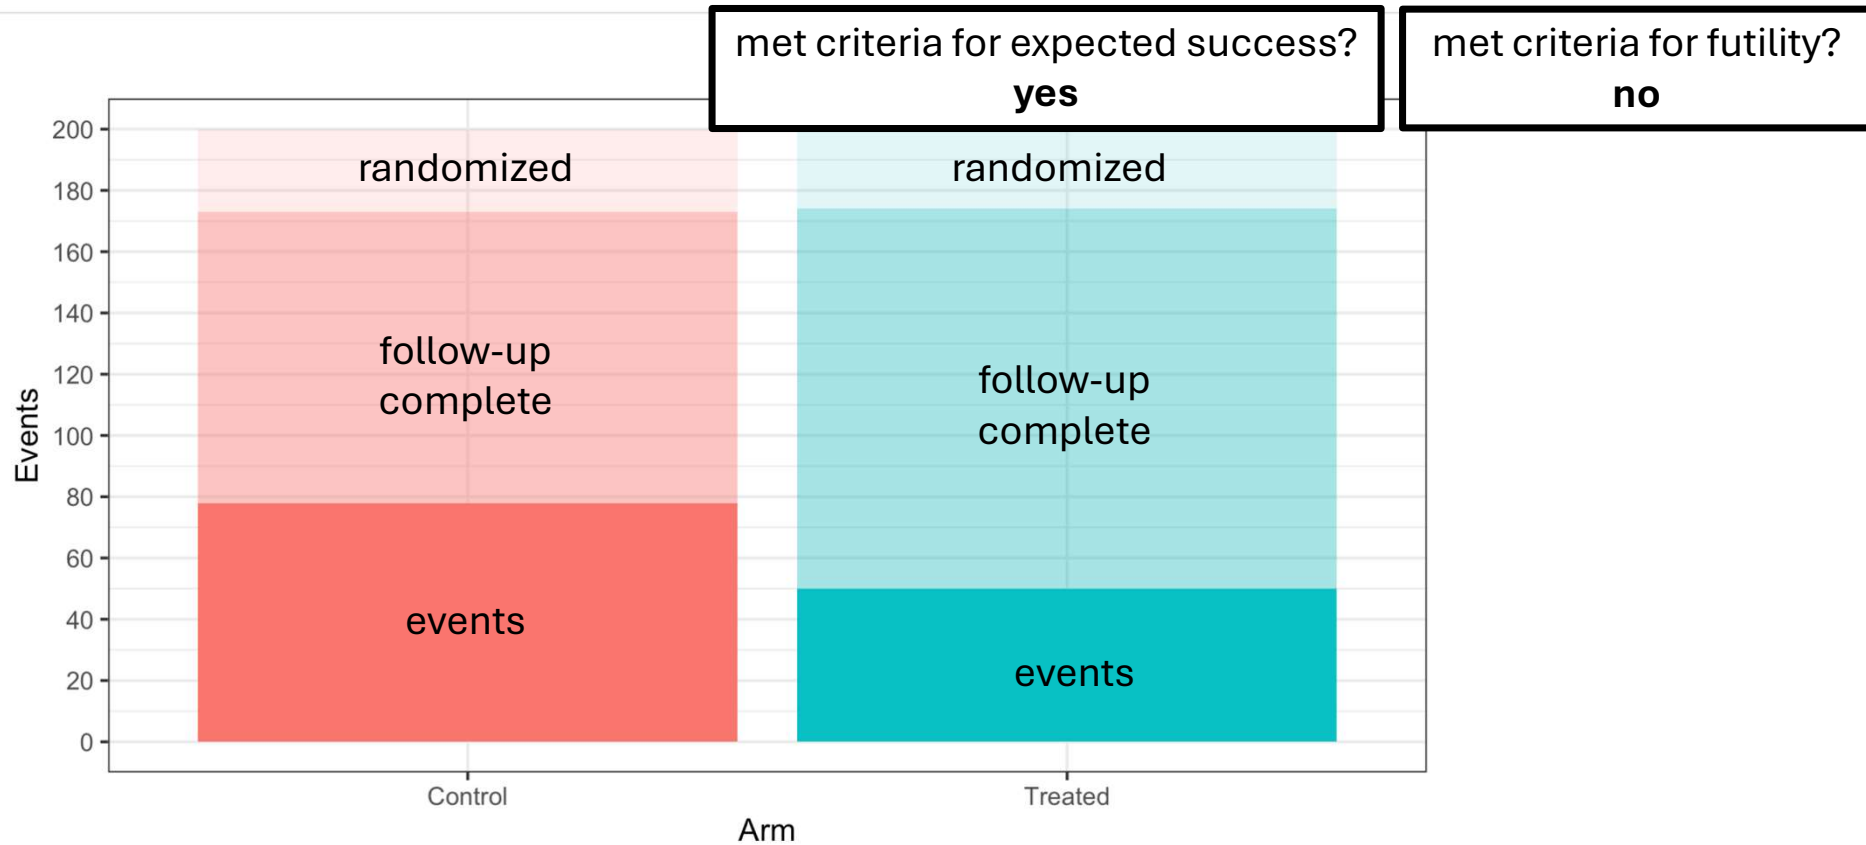 met criteria for expected success?
yes
met criteria for futility?
no
Events
200
180
160
140
120
100
80
60
40
20
0
randomized
follow-up
complete
events
randomized
follow-up
complete
events
Control
Treated
Arm